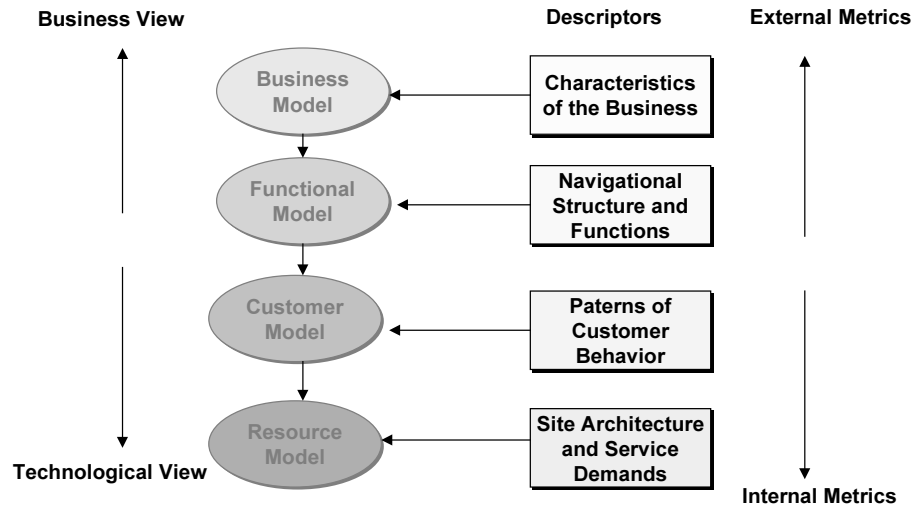 Business View
Descriptors
External Metrics
Business
Model
Characteristics
of the Business
Functional
Model
Navigational
Structure and
Functions
Customer
Model
Paterns of
Customer
Behavior
Resource
Model
Site Architecture
and Service
Demands
Technological View
Internal Metrics